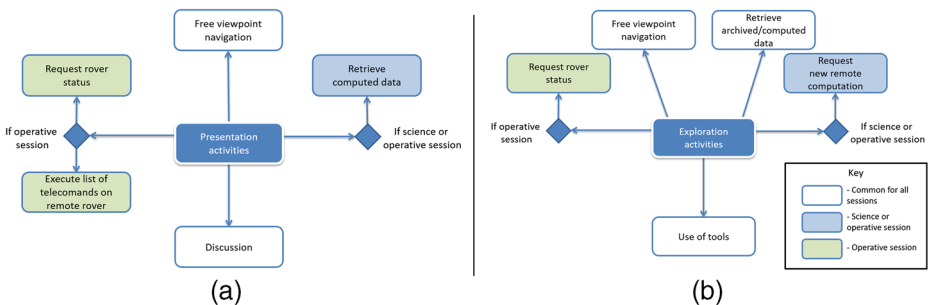 Free viewpoint
navigation
Request rover
status
Retrieve
computed data
If operative
session
Presentation
activities
If science or
operative session
Execute list of
telecomands on
remote rover
Discussion
(a)
Free viewpoint
navigation
Retrieve
archived/computed
data
Request rover
status
Request
new remote
computation
If operative
session
Exploration
activities
If science or
operative session
Use of tools
Key
- Common for all
sessions
- Science or
operative session
- Operative session
(b)